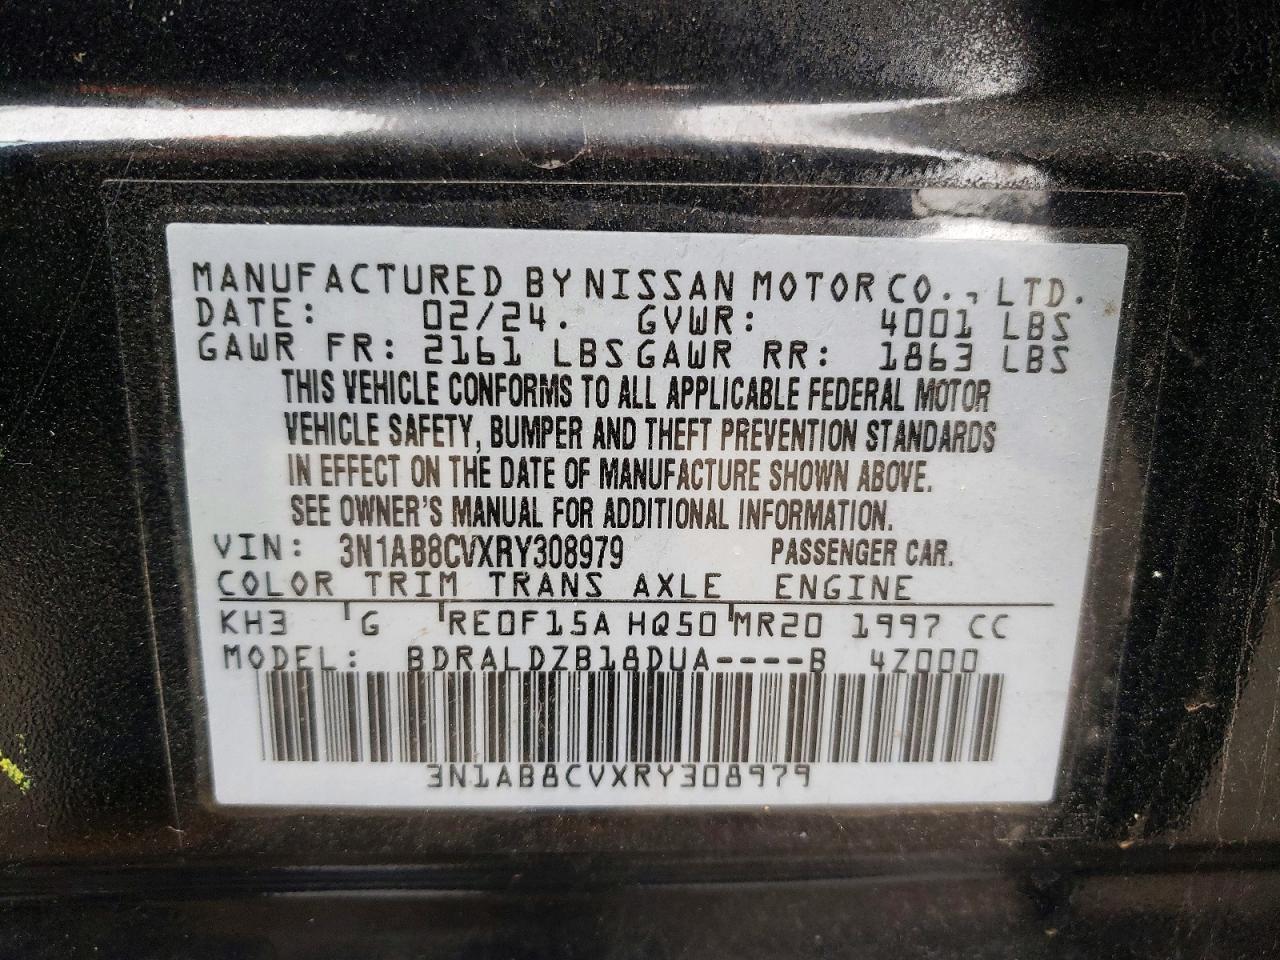 MANUFACTURED BY NISSAN MOTOR CO., LTD.
DATE: 02/24. GVWR: 4001 LBS
GAWR FR: 2161 LBS GAWR RR: 1863 LBS
THIS VEHICLE CONFORMS TO ALL APPLICABLE FEDERAL MOTOR
VEHICLE SAFETY, BUMPER AND THEFT PREVENTION STANDARDS
IN EFFECT ON THE DATE OF MANUFACTURE SHOWN ABOVE.
SEE OWNER'S MANUAL FOR ADDITIONAL INFORMATION.
VIN: 3N1AB8CVXRY308979 PASSENGER CAR.
COLOR TRIM TRANS AXLE ENGINE
KH3 G RE0F15A HQ50 MR20 1997 CC
MODEL: BDRALDZB18DUA----B 4Z000
3N1AB8CVXRY308979